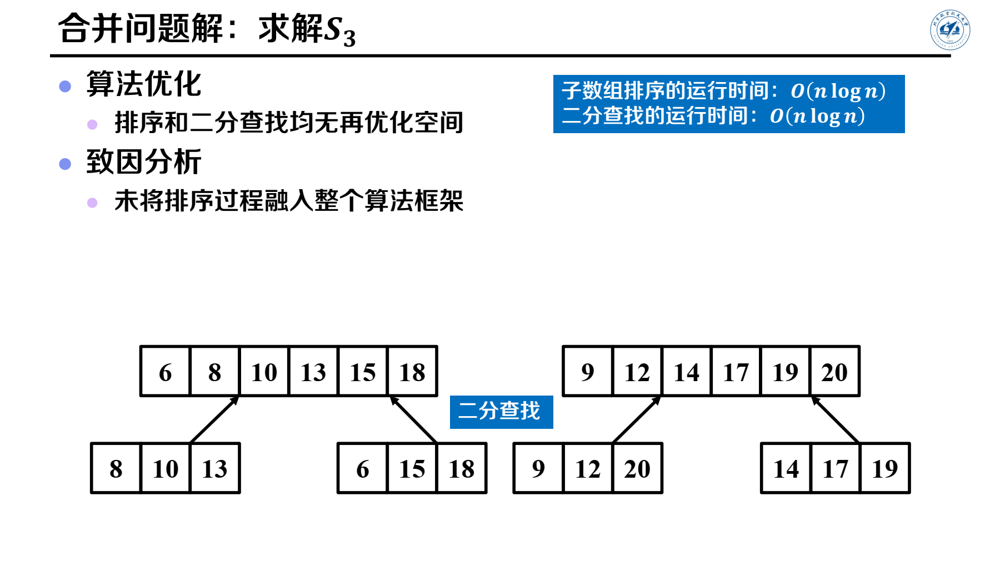 合并问题解：求解S₃
算法优化
排序和二分查找均无再优化空间
致因分析
未将排序过程融入整个算法框架
子数组排序的运行时间：O(n log n)
二分查找的运行时间：O(n log n)
6 8 10 13 15 18
9 12 14 17 19 20
二分查找
8 10 13
6 15 18
9 12 20
14 17 19